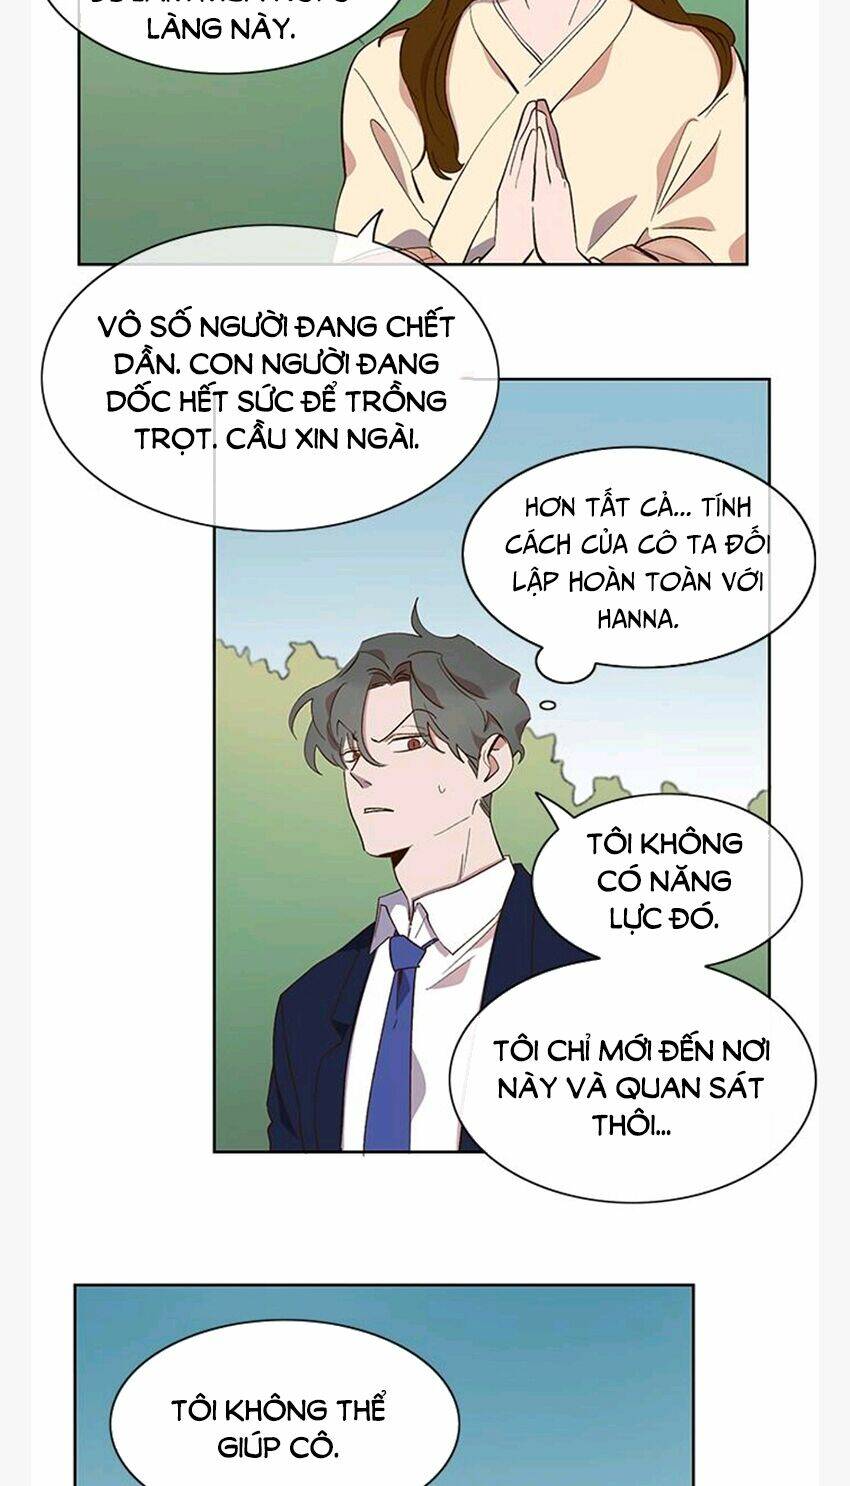 LÀNG NÀY.
VÔ SỐ NGƯỜI ĐANG CHẾT
DẦN. CON NGƯỜI ĐANG
DỐC HẾT SỨC ĐỂ TRỒNG
TRỌT. CẦU XIN NGÀI.
HƠN TẤT CẢ... TÍNH
CÁCH CỦA CÔ TA ĐỐI
LẬP HOÀN TOÀN VỚI
HANNA.
TÔI KHÔNG
CÓ NĂNG
LỰC ĐÓ.
TÔI CHỈ MỚI ĐẾN NƠI
NÀY VÀ QUAN SÁT
THÔI...
TÔI KHÔNG THỂ
GIÚP CÔ.